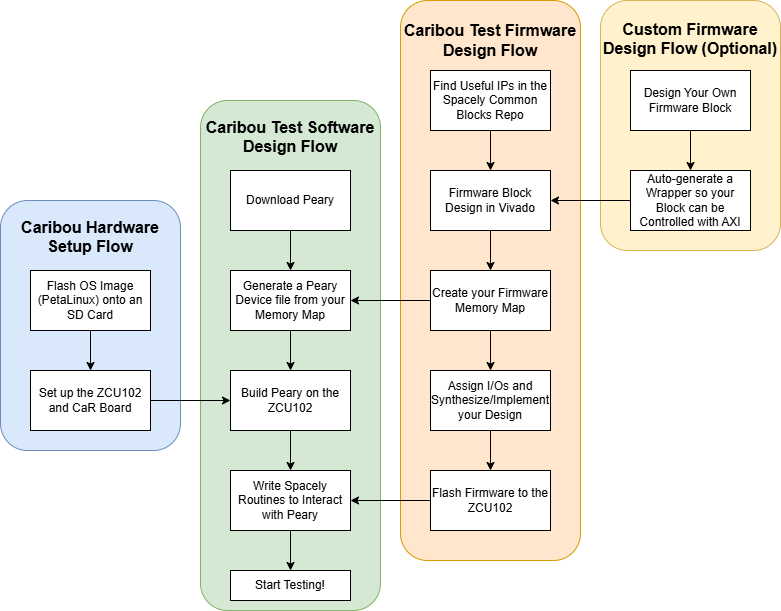 Caribou Hardware
Setup Flow
Flash OS Image
(PetaLinux) onto an
SD Card
Set up the ZCU102
and CaR Board
Caribou Test Software
Design Flow
Download Peary
Generate a Peary
Device file from your
Memory Map
Build Peary on the
ZCU102
Write Spacely
Routines to Interact
with Peary
Start Testing!
Caribou Test Firmware
Design Flow
Find Useful IPs in the
Spacely Common
Blocks Repo
Firmware Block
Design in Vivado
Create your Firmware
Memory Map
Assign I/Os and
Synthesize/Implement
your Design
Flash Firmware to the
ZCU102
Custom Firmware
Design Flow (Optional)
Design Your Own
Firmware Block
Auto-generate a
Wrapper so your
Block can be
Controlled with AXI